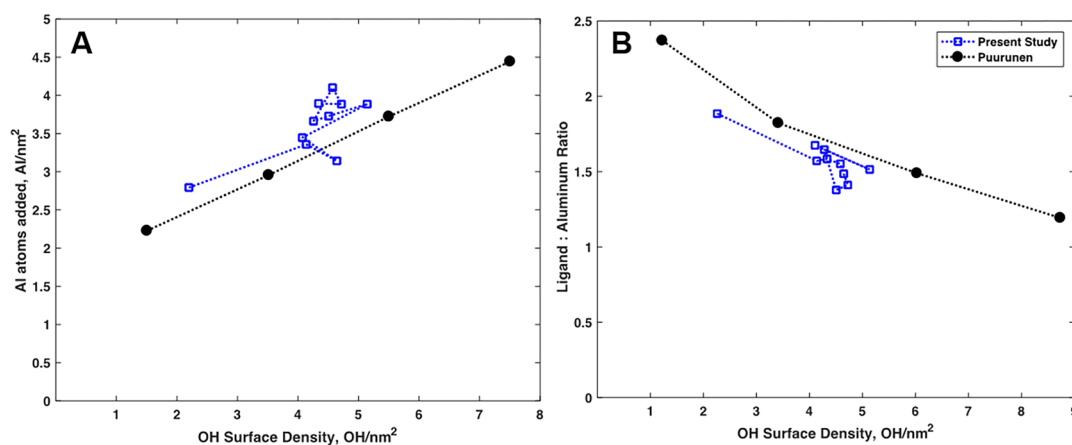 A
5
4.5
4
3.5
3
2.5
2
1.5
1
0.5
0
1 2 3 4 5 6 7 8
Al atoms added, Al/nm2
OH Surface Density, OH/nm2
B
Present Study
Puurunen
2.5
2
1.5
1
0.5
0
1 2 3 4 5 6 7 8 9
Ligand : Aluminum Ratio
OH Surface Density, OH/nm2